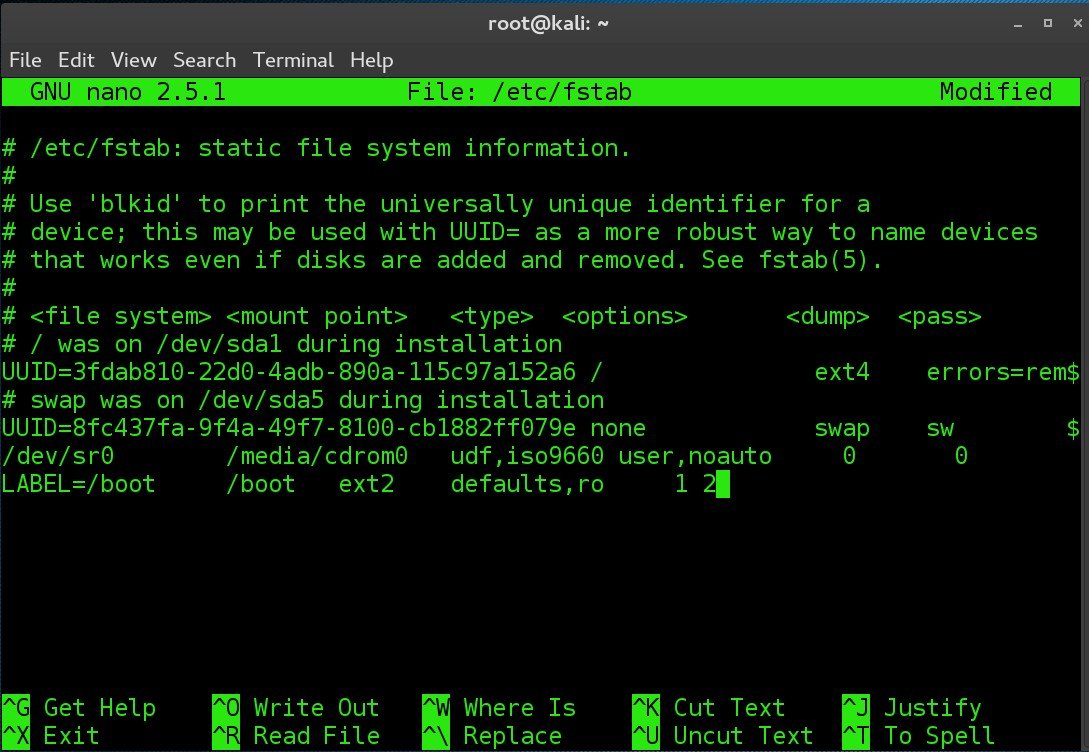 root@kali: ~
File Edit View Search Terminal Help
GNU nano 2.5.1 File: /etc/fstab Modified
# /etc/fstab: static file system information.
#
# Use 'blkid' to print the universally unique identifier for a
# device; this may be used with UUID= as a more robust way to name devices
# that works even if disks are added and removed. See fstab(5).
#
# <file system> <mount point>   <type>  <options>       <dump>  <pass>
# / was on /dev/sda1 during installation
UUID=3fdab810-22d0-4adb-890a-115c97a152a6 /               ext4    errors=rem$
# swap was on /dev/sda5 during installation
UUID=8fc437fa-9f4a-49f7-8100-cb1882ff079e none            swap    sw        $
/dev/sr0        /media/cdrom0   udf,iso9660 user,noauto     0       0
LABEL=/boot     /boot   ext2    defaults,ro     1 2
^G Get Help ^O Write Out ^W Where Is ^K Cut Text ^J Justify
^X Exit ^R Read File ^\ Replace ^U Uncut Text ^T To Spell